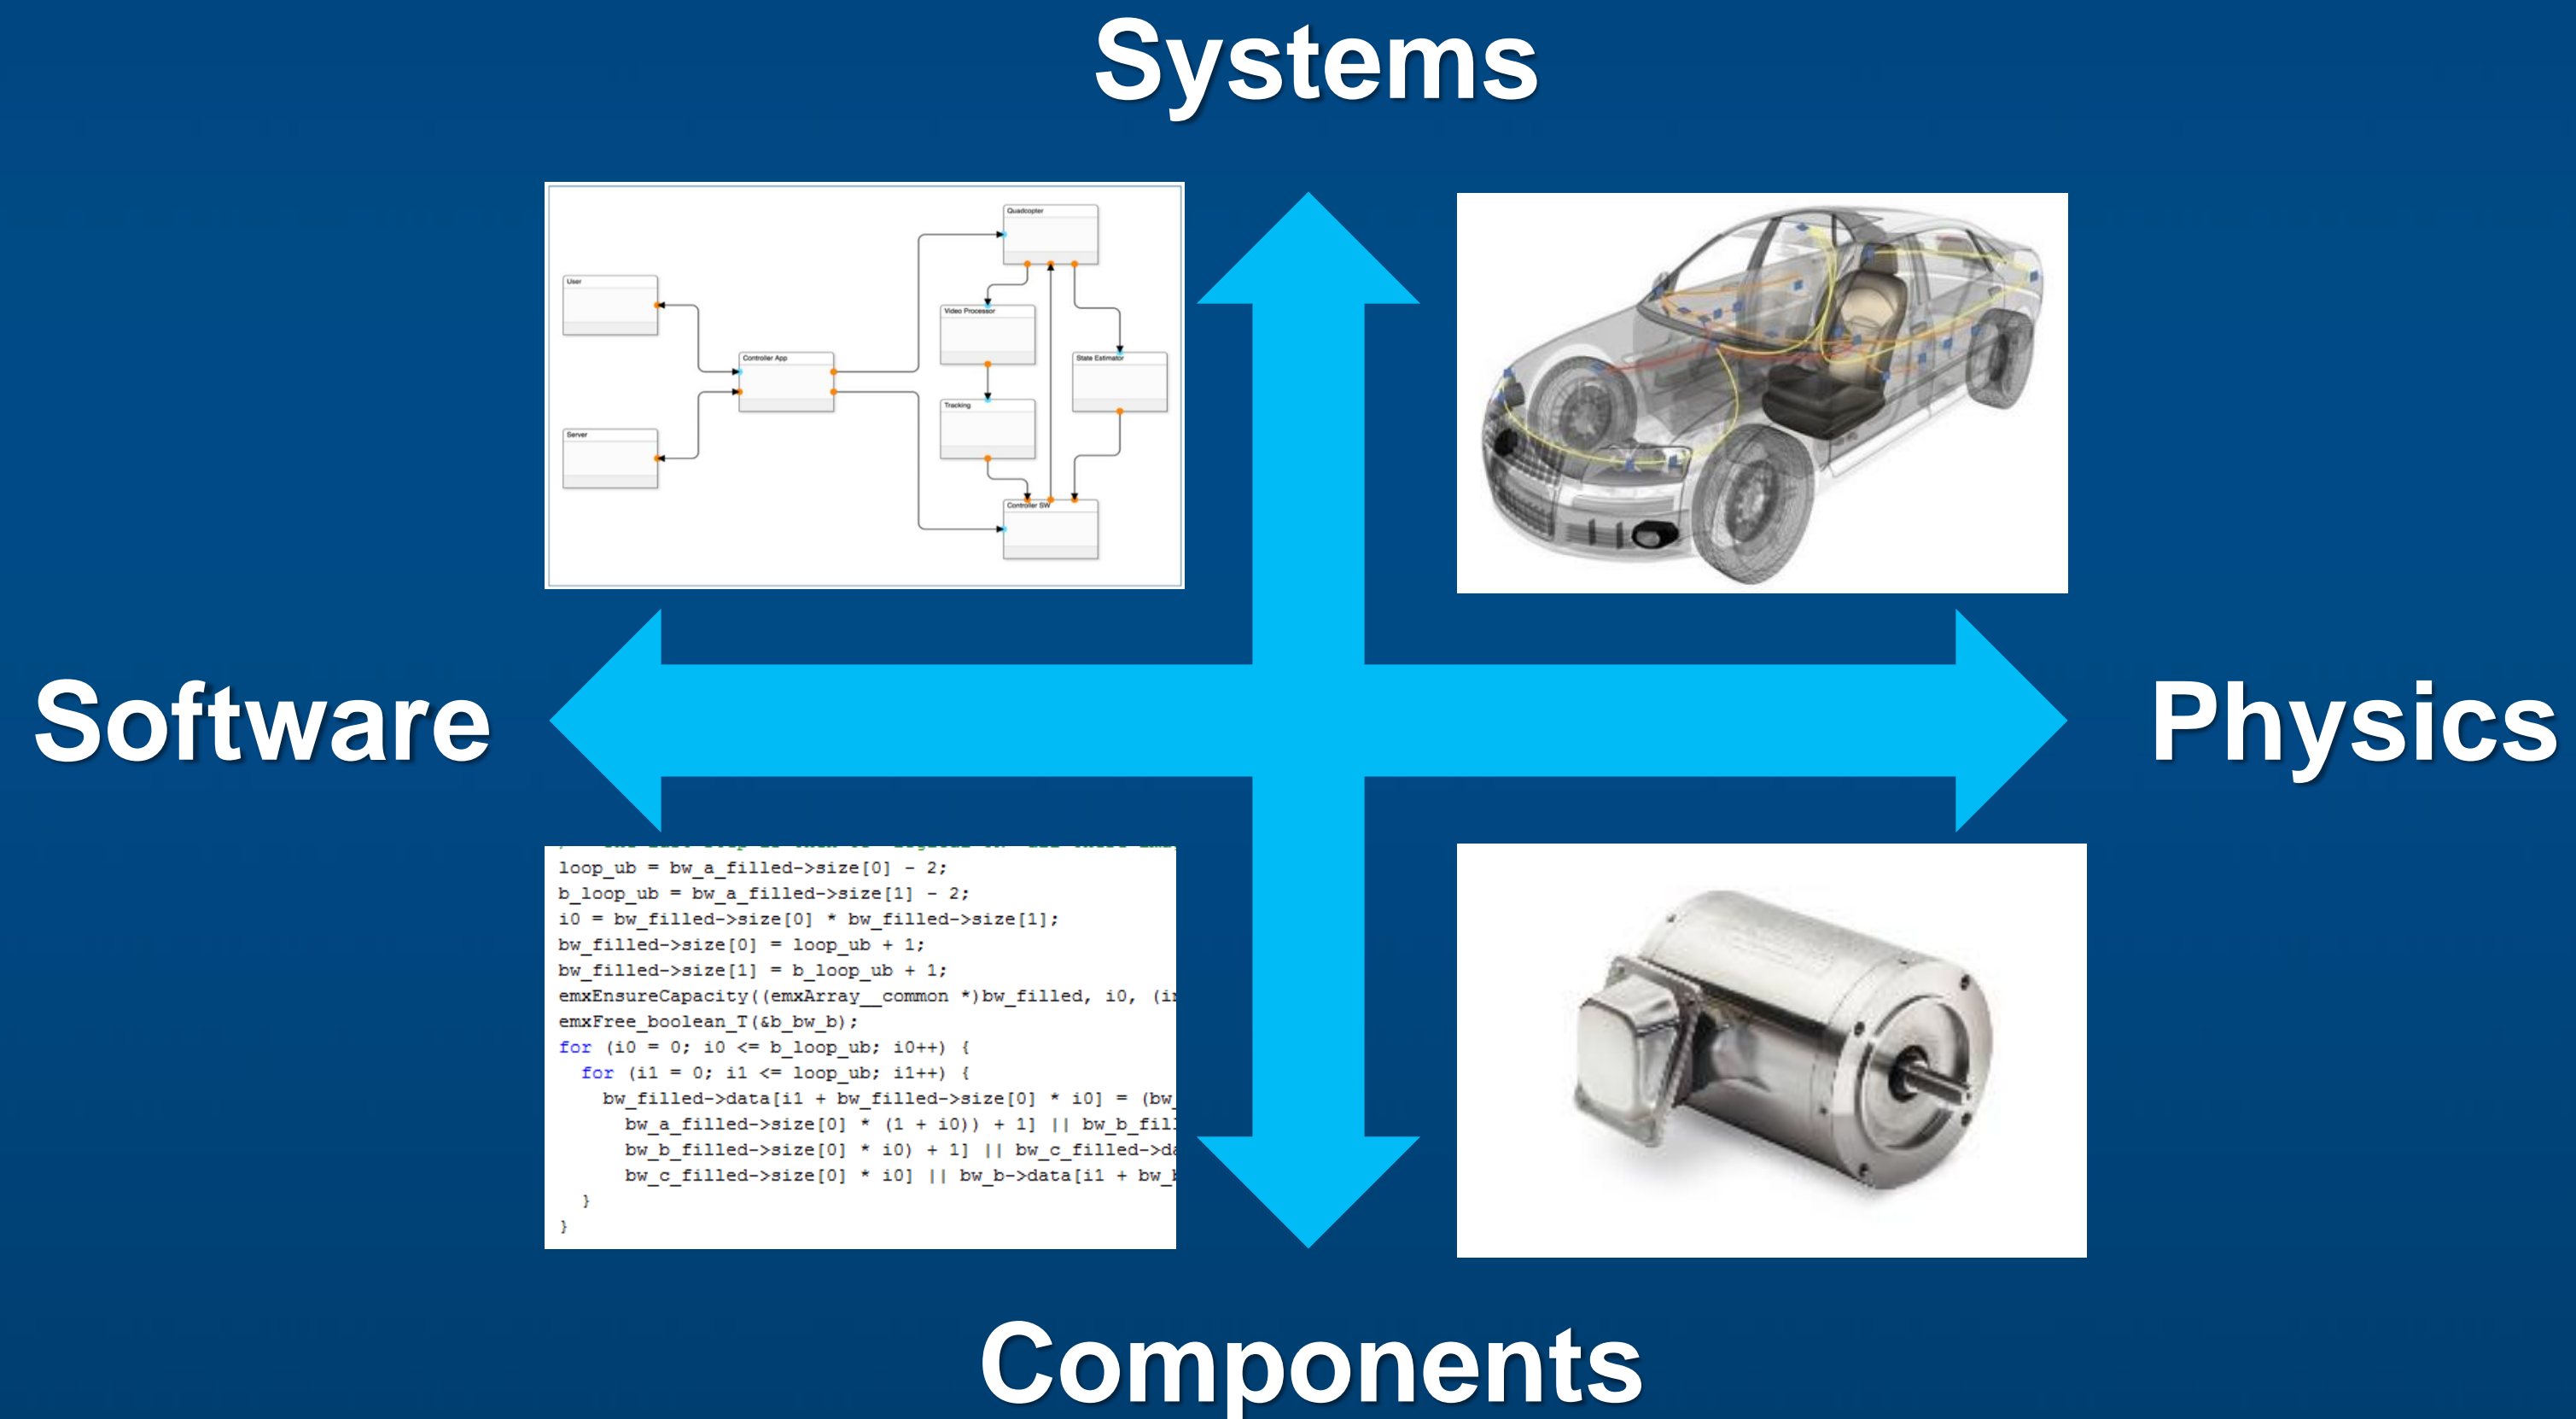 Systems
Quadcopter
User
Video Processor
Controller App
State Estimator
Tracking
Server
Controller SW
Software
Physics
loop_ub = bw_a_filled->size[0] - 2;
b_loop_ub = bw_a_filled->size[1] - 2;
i0 = bw_filled->size[0] * bw_filled->size[1];
bw_filled->size[0] = loop_ub + 1;
bw_filled->size[1] = b_loop_ub + 1;
emxEnsureCapacity((emxArray__common *)bw_filled, i0, (i
emxFree_boolean_T(&b_bw_b);
for (i0 = 0; i0 <= b_loop_ub; i0++) {
for (i1 = 0; i1 <= loop_ub; i1++) {
bw_filled->data[i1 + bw_filled->size[0] * i0] = (bw_
bw_a_filled->size[0] * (1 + i0)) + 1] || bw_b_fil
bw_b_filled->size[0] * i0) + 1] || bw_c_filled->d
bw_c_filled->size[0] * i0] || bw_b->data[i1 + bw_
}
}
Components